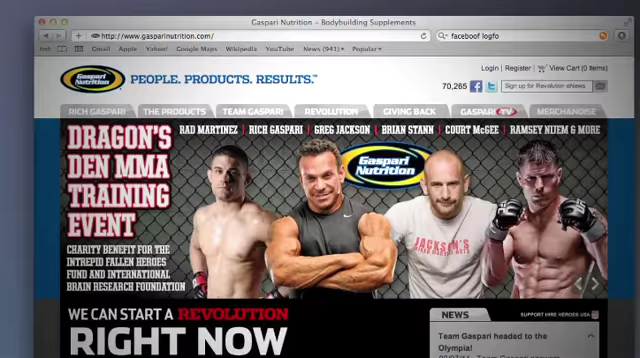 Gaspari Nutrition – Bodybuilding Supplements
http://www.gasparinutrition.com/
faceboof logfo
Gmail Apple Yahoo! Google Maps Wikipedia YouTube News (941) Popular
Login | Register | View Cart (0 Items)
Gaspari Nutrition
PEOPLE. PRODUCTS. RESULTS.™
70,265
Sign up for Revolution eNews
RICH GASPARI THE PRODUCTS TEAM GASPARI REVOLUTION GIVING BACK GASPARI TV MERCHANDISE
RAD MARTINEZ | RICH GASPARI | GREG JACKSON | BRIAN STANN | COURT McGEE | RAMSEY NIJEM & MORE
DRAGON'S
DEN MMA
TRAINING
EVENT
CHARITY BENEFIT FOR THE
INTREPID FALLEN HEROES
FUND AND INTERNATIONAL
BRAIN RESEARCH FOUNDATION
Gaspari
Nutrition
JACKSON'S
MIXED MARTIAL ARTS
WE CAN START A REVOLUTION
RIGHT NOW
NEWS
SUPPORT HIRE HEROES USA
Team Gaspari headed to the
Olympia!